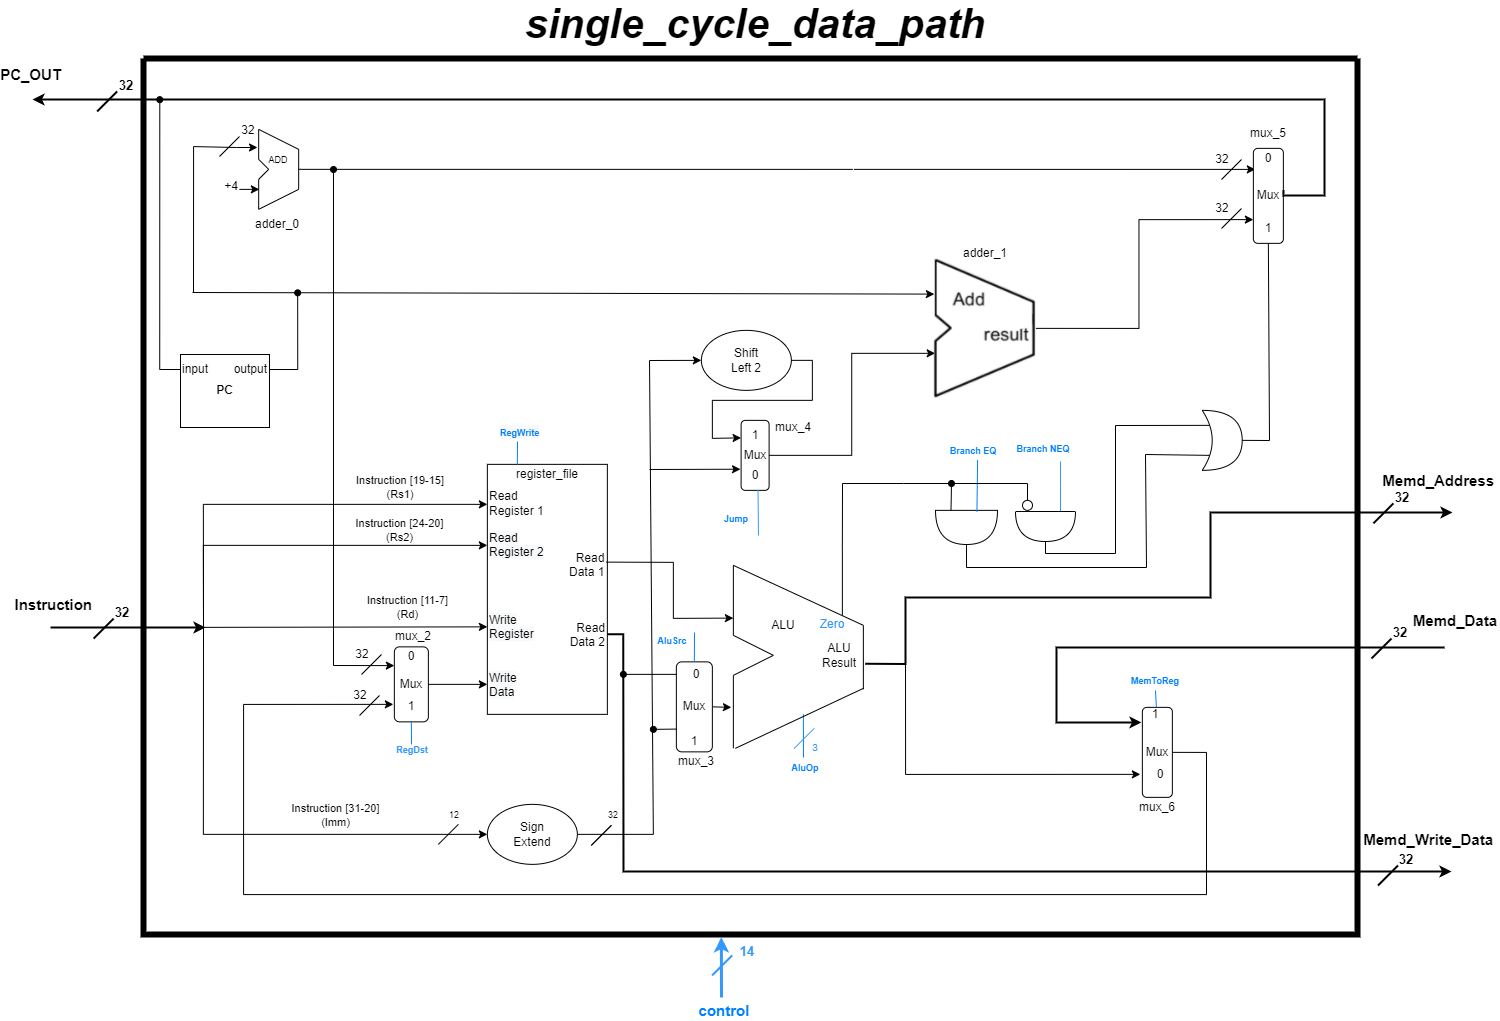 single_cycle_data_path
PC_OUT
32
mux_5
32
ADD
+4
adder_0
32
0
Mux
1
32
adder_1
Add
result
input
output
PC
Shift
Left 2
mux_4
1
Mux
0
Jump
RegWrite
register_file
Branch EQ
Branch NEQ
Instruction [19-15]
(Rs1)
Read
Register 1
Instruction [24-20]
(Rs2)
Read
Register 2
Read
Data 1
Memd_Address
32
Instruction
32
Instruction [11-7]
(Rd)
Write
Register
Read
Data 2
mux_2
32
0
Mux
1
32
RegDst
Write
Data
AluSrc
0
Mux
1
mux_3
ALU
Zero
ALU
Result
3
AluOp
Memd_Data
32
MemToReg
1
Mux
0
mux_6
Instruction [31-20]
(Imm)
12
Sign
Extend
32
Memd_Write_Data
32
14
control